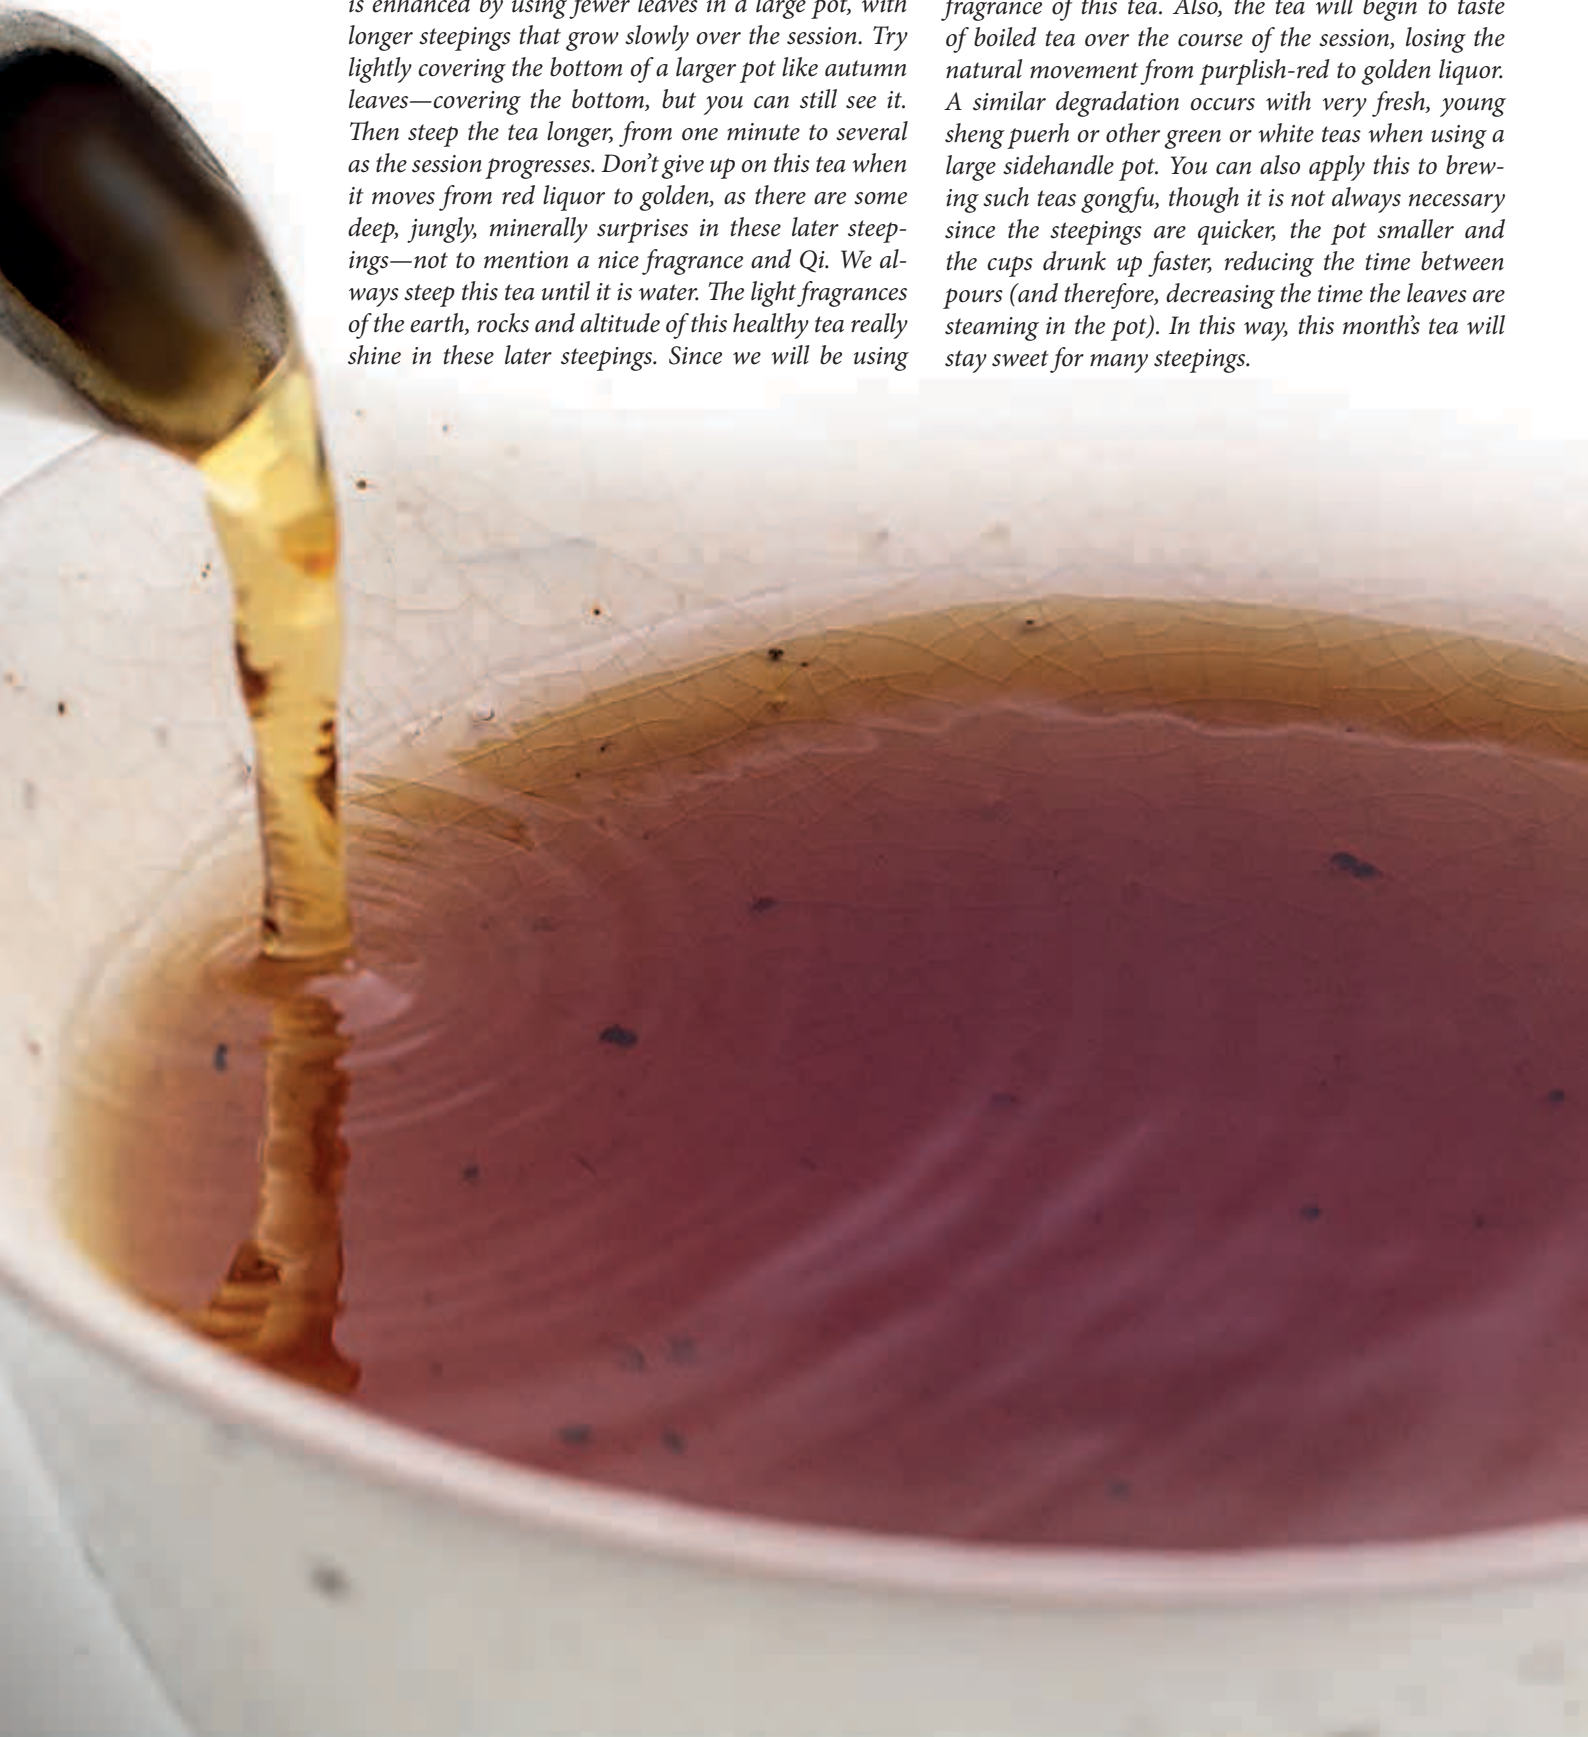 is enhanced by using fewer leaves in a large pot, with
longer steepings that grow slowly over the session. Try
lightly covering the bottom of a larger pot like autumn
leaves—covering the bottom, but you can still see it.
Then steep the tea longer, from one minute to several
as the session progresses. Don’t give up on this tea when
it moves from red liquor to golden, as there are some
deep, jungly, minerally surprises in these later steep-
ings—not to mention a nice fragrance and Qi. We al-
ways steep this tea until it is water. The light fragrances
of the earth, rocks and altitude of this healthy tea really
shine in these later steepings. Since we will be using
fragrance of this tea. Also, the tea will begin to taste
of boiled tea over the course of the session, losing the
natural movement from purplish-red to golden liquor.
A similar degradation occurs with very fresh, young
sheng puerh or other green or white teas when using a
large sidehandle pot. You can also apply this to brew-
ing such teas gongfu, though it is not always necessary
since the steepings are quicker, the pot smaller and
the cups drunk up faster, reducing the time between
pours (and therefore, decreasing the time the leaves are
steaming in the pot). In this way, this month’s tea will
stay sweet for many steepings.